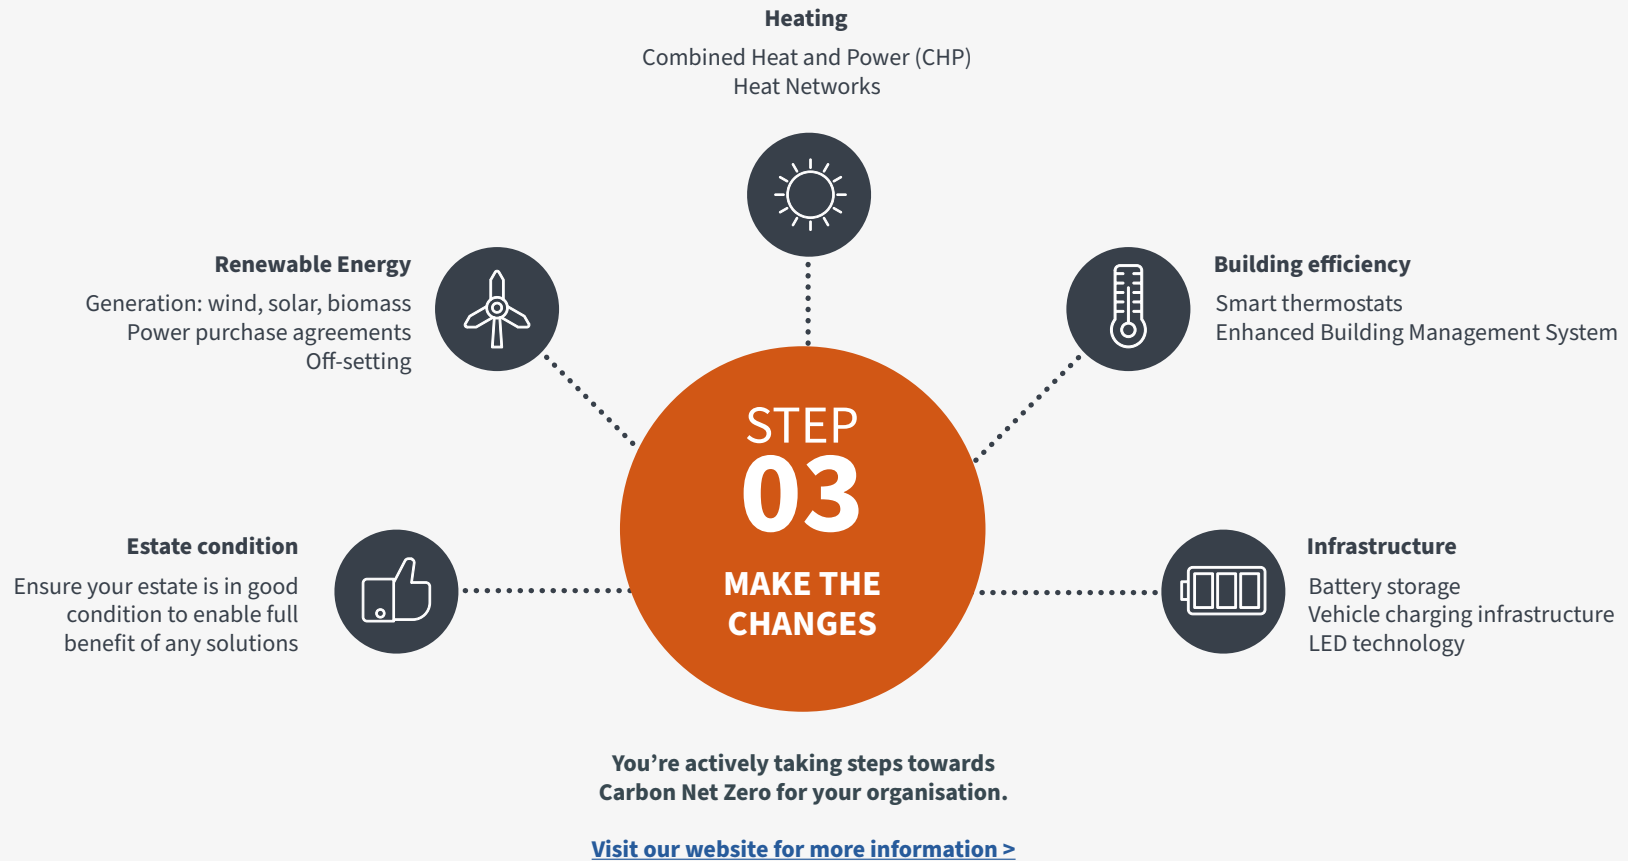 Heating
Combined Heat and Power (CHP)
Heat Networks
Renewable Energy
Generation: wind, solar, biomass
Power purchase agreements
Off-setting
Building efficiency
Smart thermostats
Enhanced Building Management System
STEP
03
MAKE THE
CHANGES
Estate condition
Ensure your estate is in good
condition to enable full
benefit of any solutions
Infrastructure
Battery storage
Vehicle charging infrastructure
LED technology
You’re actively taking steps towards
Carbon Net Zero for your organisation.
Visit our website for more information >